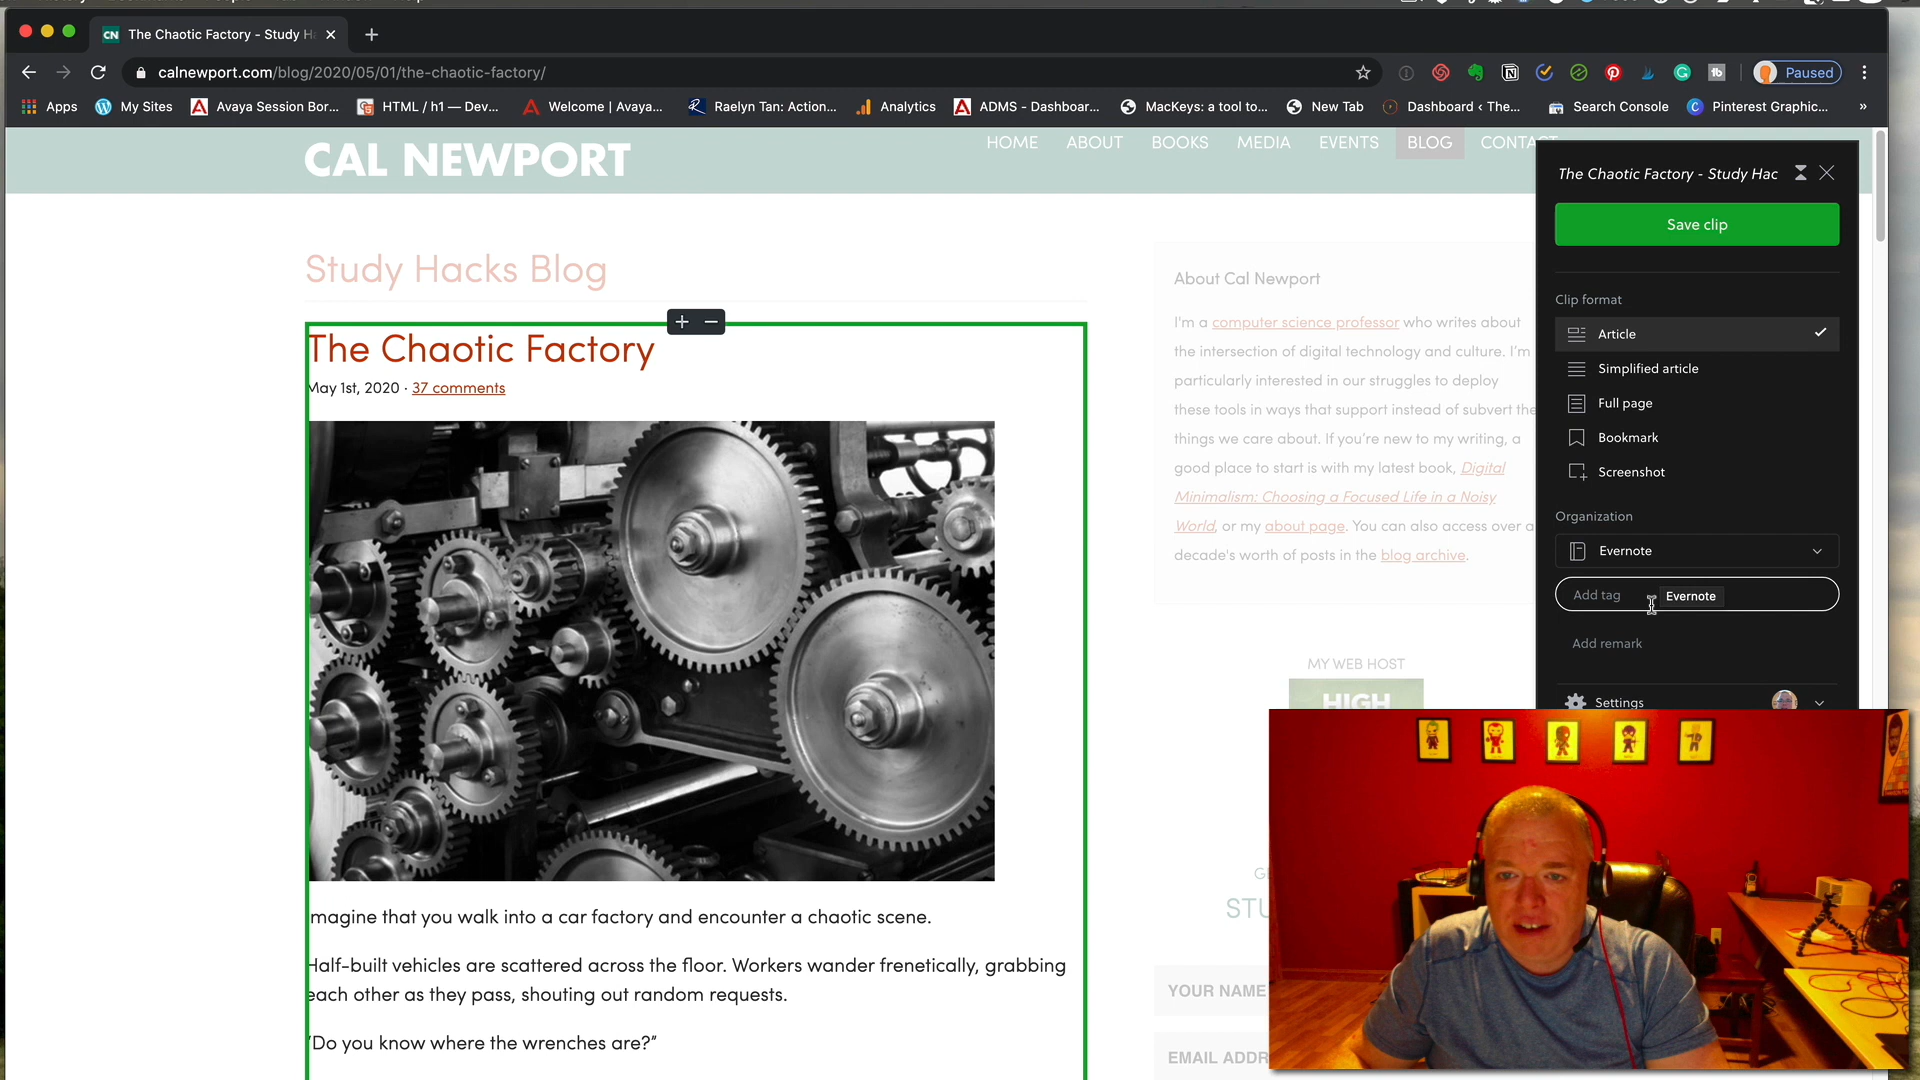 The Chaotic Factory - Study H
calnewport.com/blog/2020/05/01/the-chaotic-factory/
Paused
Apps
My Sites
Avaya Session Bor...
HTML / h1 — Dev...
Welcome | Avaya...
Raelyn Tan: Action...
Analytics
ADMS - Dashboar...
MacKeys: a tool to...
New Tab
Dashboard ‹ The...
Search Console
Pinterest Graphic...
»
CAL NEWPORT
HOME
ABOUT
BOOKS
MEDIA
EVENTS
BLOG
CONTACT
Study Hacks Blog
The Chaotic Factory
May 1st, 2020 · 37 comments
Imagine that you walk into a car factory and encounter a chaotic scene.
Half-built vehicles are scattered across the floor. Workers wander frenetically, grabbing
each other as they pass, shouting out random requests.
"Do you know where the wrenches are?"
About Cal Newport
I'm a computer science professor who writes about
the intersection of digital technology and culture. I'm
particularly interested in our struggles to deploy
these tools in ways that support instead of subvert the
things we care about. If you're new to my writing, a
good place to start is with my latest book, Digital
Minimalism: Choosing a Focused Life in a Noisy
World, or my about page. You can also access over a
decade's worth of posts in the blog archive.
MY WEB HOST
HIGH
GE
STU
YOUR NAME
EMAIL ADDR
The Chaotic Factory - Study Hac
Save clip
Clip format
Article
Simplified article
Full page
Bookmark
Screenshot
Organization
Evernote
Add tag
Evernote
Add remark
Settings